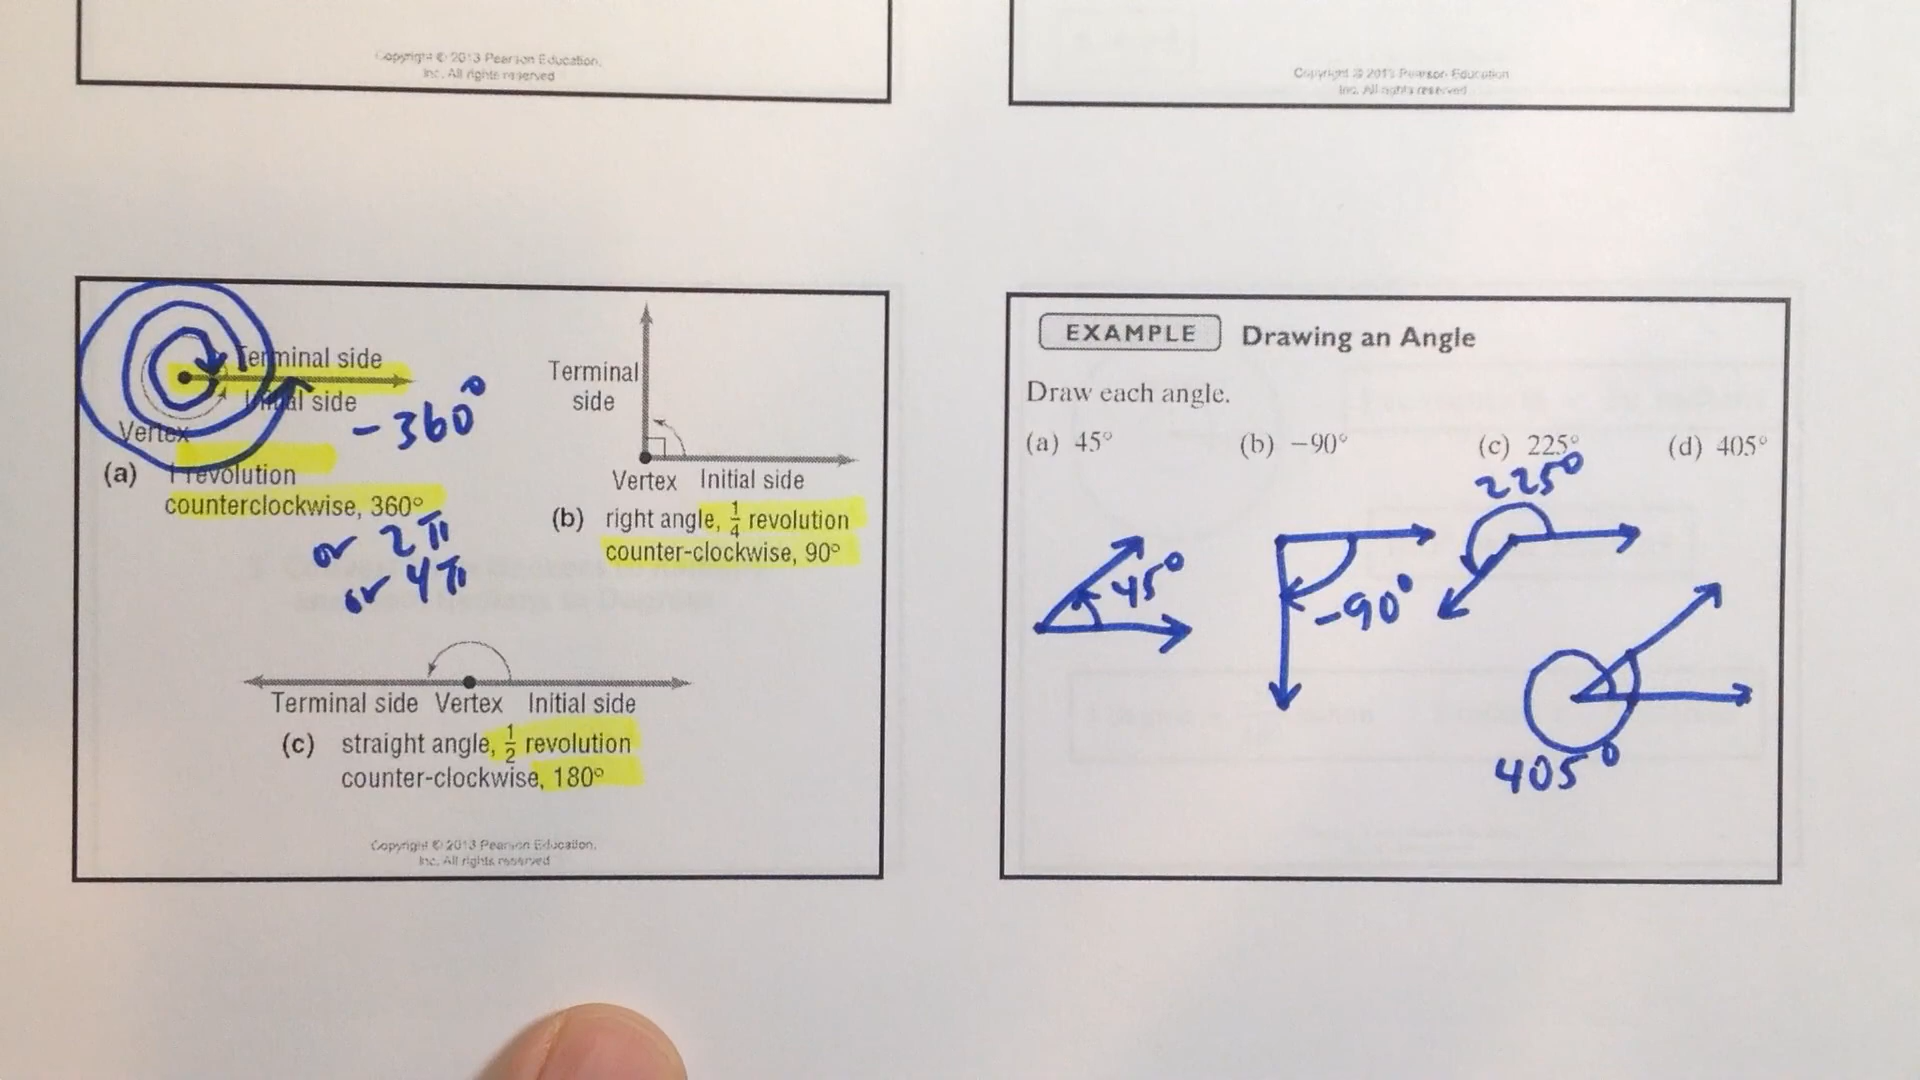 Copyright © 2013 Pearson Education,
Inc. All rights reserved
Copyright © 2013 Pearson Education
Inc. All rights reserved
Terminal side
Initial side
Vertex
-360°
(a) 1 revolution
counterclockwise, 360°
or 2π
or 4π
Terminal
side
Vertex Initial side
(b) right angle, 1/4 revolution
counter-clockwise, 90°
Terminal side Vertex Initial side
(c) straight angle, 1/2 revolution
counter-clockwise, 180°
Copyright © 2013 Pearson Education,
Inc. All rights reserved
EXAMPLE Drawing an Angle
Draw each angle.
(a) 45° (b) −90° (c) 225° (d) 405°
225°
45°
-90°
405°